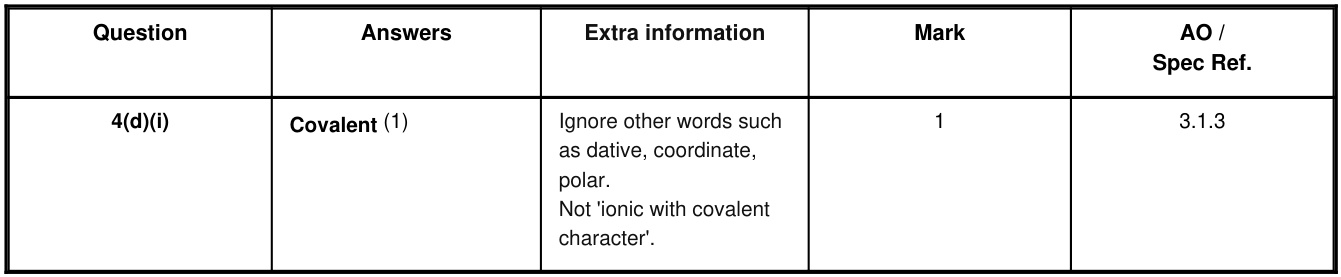 Question Answers Extra information Mark AO /
Spec Ref.
4(d)(i) Covalent (1) Ignore other words such 1 3.1.3
as dative, coordinate,
polar.
Not 'ionic with covalent
character'.